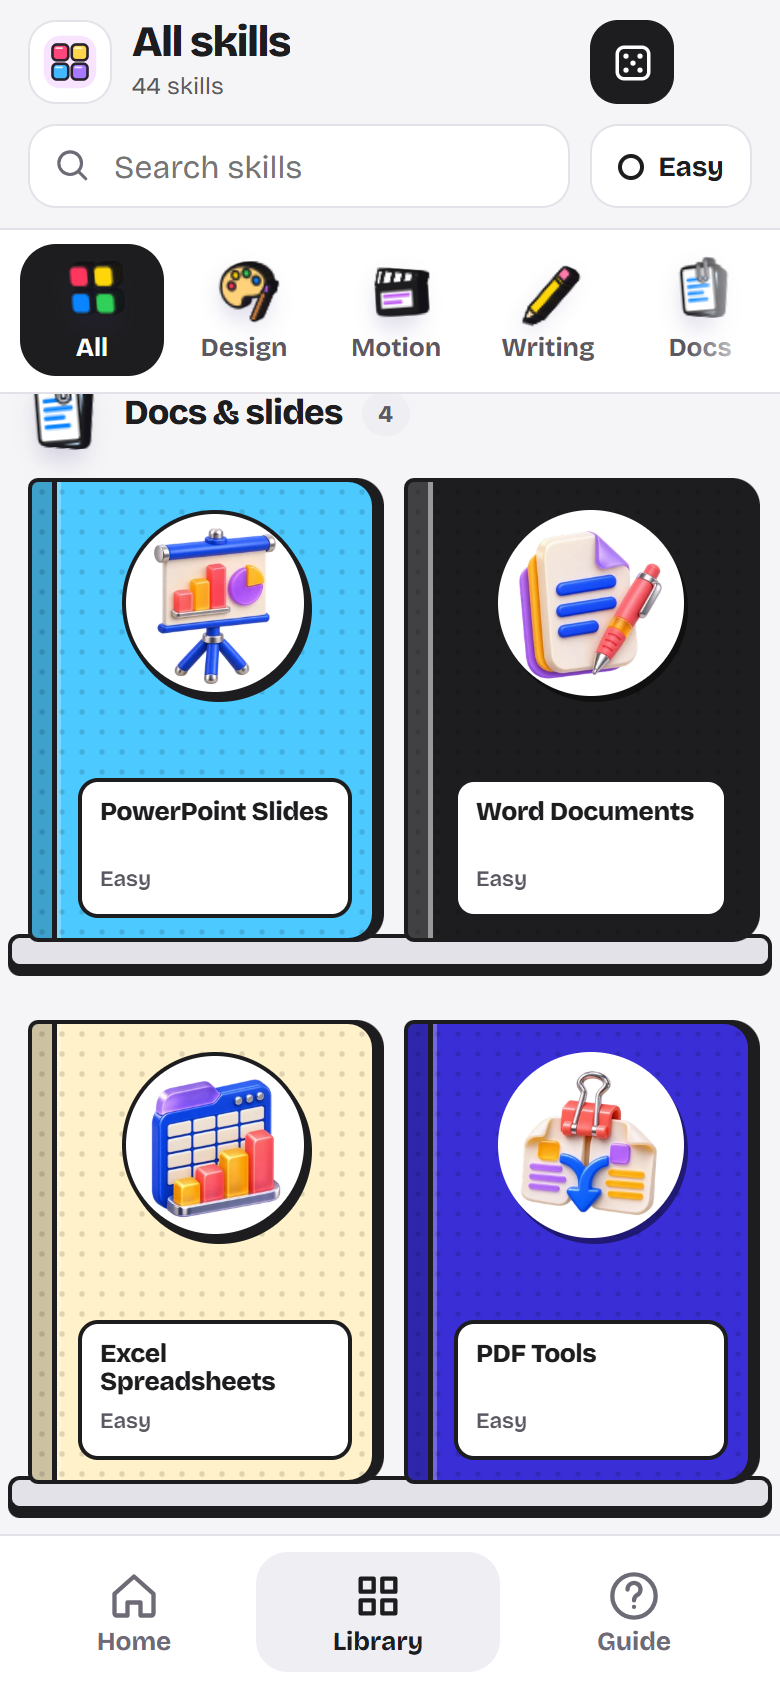 All skills
44 skills
Search skills
Easy
All
Design
Motion
Writing
Docs
Docs & slides 4
PowerPoint Slides
Easy
Word Documents
Easy
Excel
Spreadsheets
Easy
PDF Tools
Easy
Home
Library
Guide